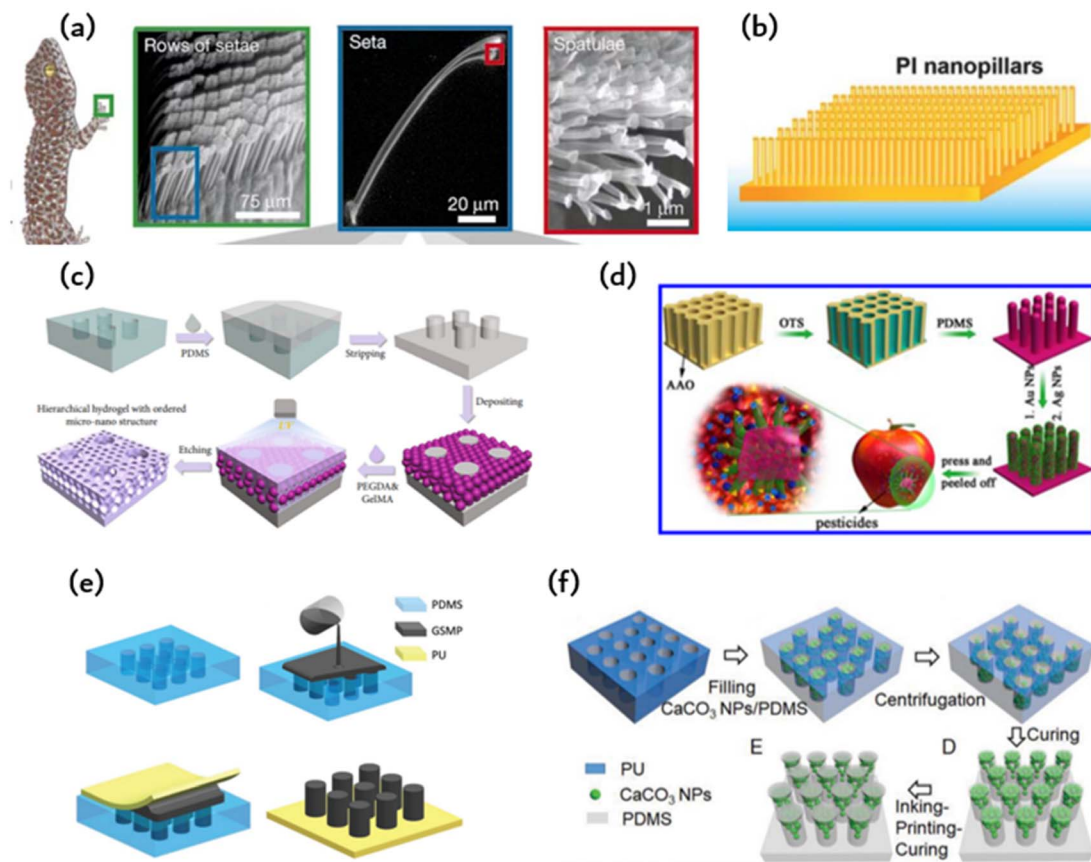 (a)
Rows of setae
75 μm
Seta
20 μm
Spatulae
1 μm
(b)
PI nanopillars
(c)
PDMS
Stripping
Depositing
PEGDA&
GelMA
UV
Etching
Hierarchical hydrogel with ordered
micro-nano structure
(d)
AAO
OTS
PDMS
1. Au NPs
2. Ag NPs
press and
peeled off
pesticides
(e)
PDMS
GSMP
PU
(f)
Filling
CaCO₃ NPs/PDMS
Centrifugation
Curing
D
Inking-
Printing-
Curing
E
PU
CaCO₃ NPs
PDMS